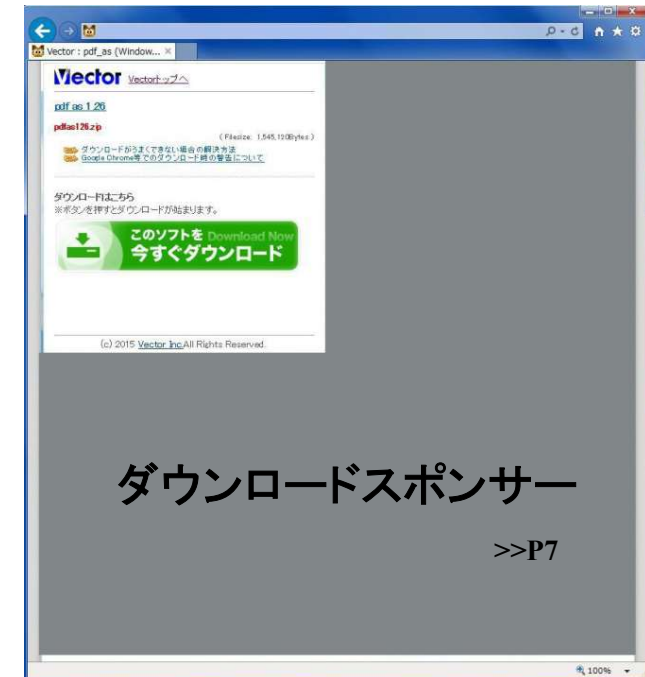 Vector : pdf_as (Window...
Vector Vectorトップへ
pdf as 1.26
pdfas126.zip
(Filesize: 1,545,120Bytes)
ダウンロードがうまくできない場合の解決方法
Google Chrome等でのダウンロード時の警告について
ダウンロードはこちら
※ボタンを押すとダウンロードが始まります。
このソフトを Download Now
今すぐダウンロード
(c) 2015 Vector Inc.All Rights Reserved.
ダウンロードスポンサー
>>P7
100%